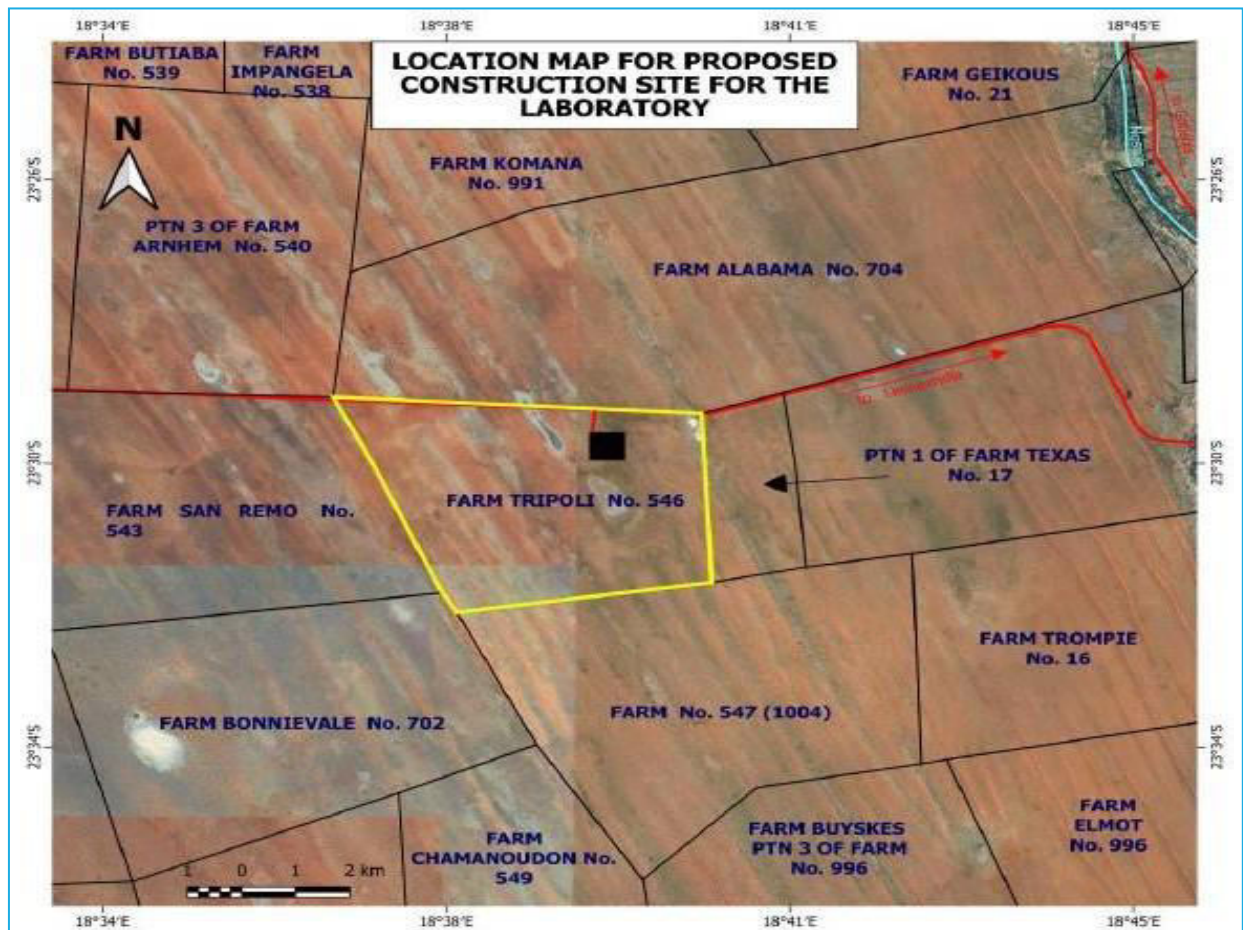 18°34'E 18°38'E 18°41'E 18°45'E
FARM BUTIABA
No. 539
FARM
IMPANGELA
No. 538
LOCATION MAP FOR PROPOSED
CONSTRUCTION SITE FOR THE
LABORATORY
FARM GEIKOUS
No. 21
N
23°26'S
FARM KOMANA
No. 991
23°26'S
PTN 3 OF FARM
ARNHEM No. 540
FARM ALABAMA No. 704
to
23°30'S
PTN 1 OF FARM TEXAS
No. 17
23°30'S
FARM SAN REMO No.
543
FARM TRIPOLI No. 546
FARM TROMPIE
No. 16
FARM BONNIEVALE No. 702
FARM No. 547 (1004)
23°34'S
23°34'S
FARM
CHAMANOUDON No.
549
FARM BUYSKES
PTN 3 OF FARM
No. 996
FARM
ELMOT
No. 996
1 0 1 2 km
18°34'E 18°38'E 18°41'E 18°45'E